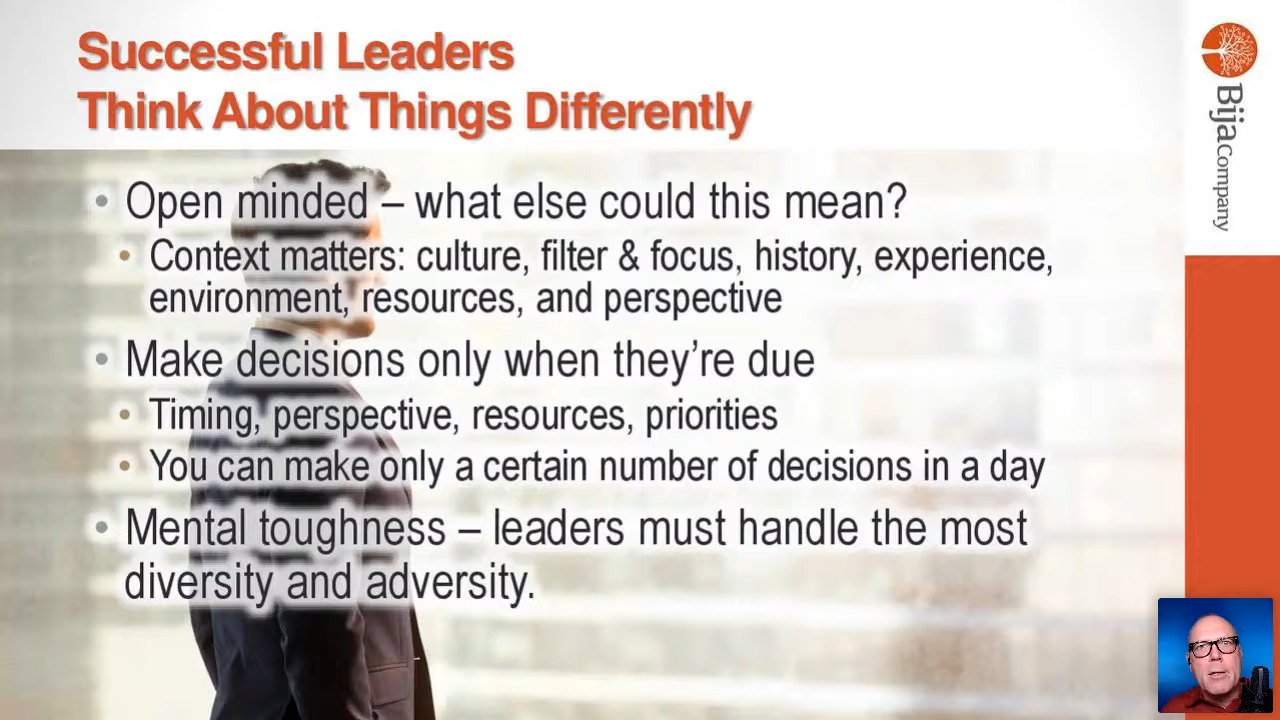 Successful Leaders
Think About Things Differently
• Open minded – what else could this mean?
• Context matters: culture, filter & focus, history, experience,
environment, resources, and perspective
• Make decisions only when they’re due
• Timing, perspective, resources, priorities
• You can make only a certain number of decisions in a day
• Mental toughness – leaders must handle the most
diversity and adversity.
Bija Company